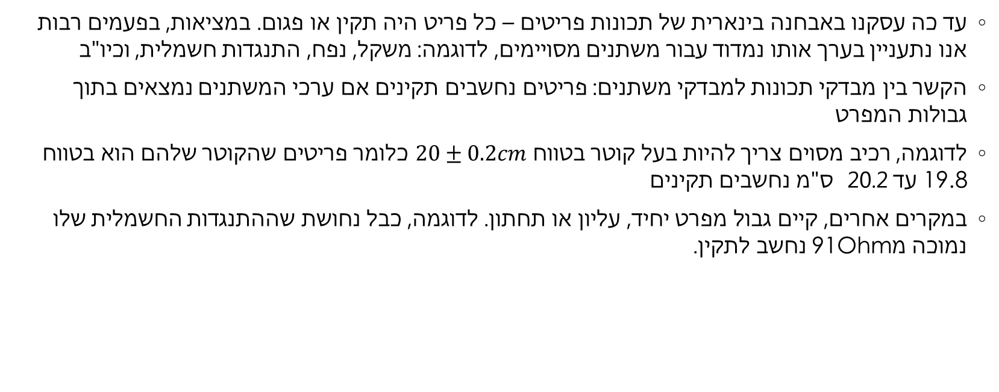 ◦ עד כה עסקנו באבחנה בינארית של תכונות פריטים – כל פריט היה תקין או פגום. במציאות, בפעמים רבות
אנו נתעניין בערך אותו נמדוד עבור משתנים מסויימים, לדוגמה: משקל, נפח, התנגדות חשמלית, וכיו"ב
◦ הקשר בין מבדקי תכונות למבדקי משתנים: פריטים נחשבים תקינים אם ערכי המשתנים נמצאים בתוך
גבולות המפרט
◦ לדוגמה, רכיב מסוים צריך להיות בעל קוטר בטווח 20 ± 0.2cm כלומר פריטים שהקוטר שלהם הוא בטווח
19.8 עד 20.2 ס"מ נחשבים תקינים
◦ במקרים אחרים, קיים גבול מפרט יחיד, עליון או תחתון. לדוגמה, כבל נחושת שההתנגדות החשמלית שלו
נמוכה מ91Ohm נחשב לתקין.